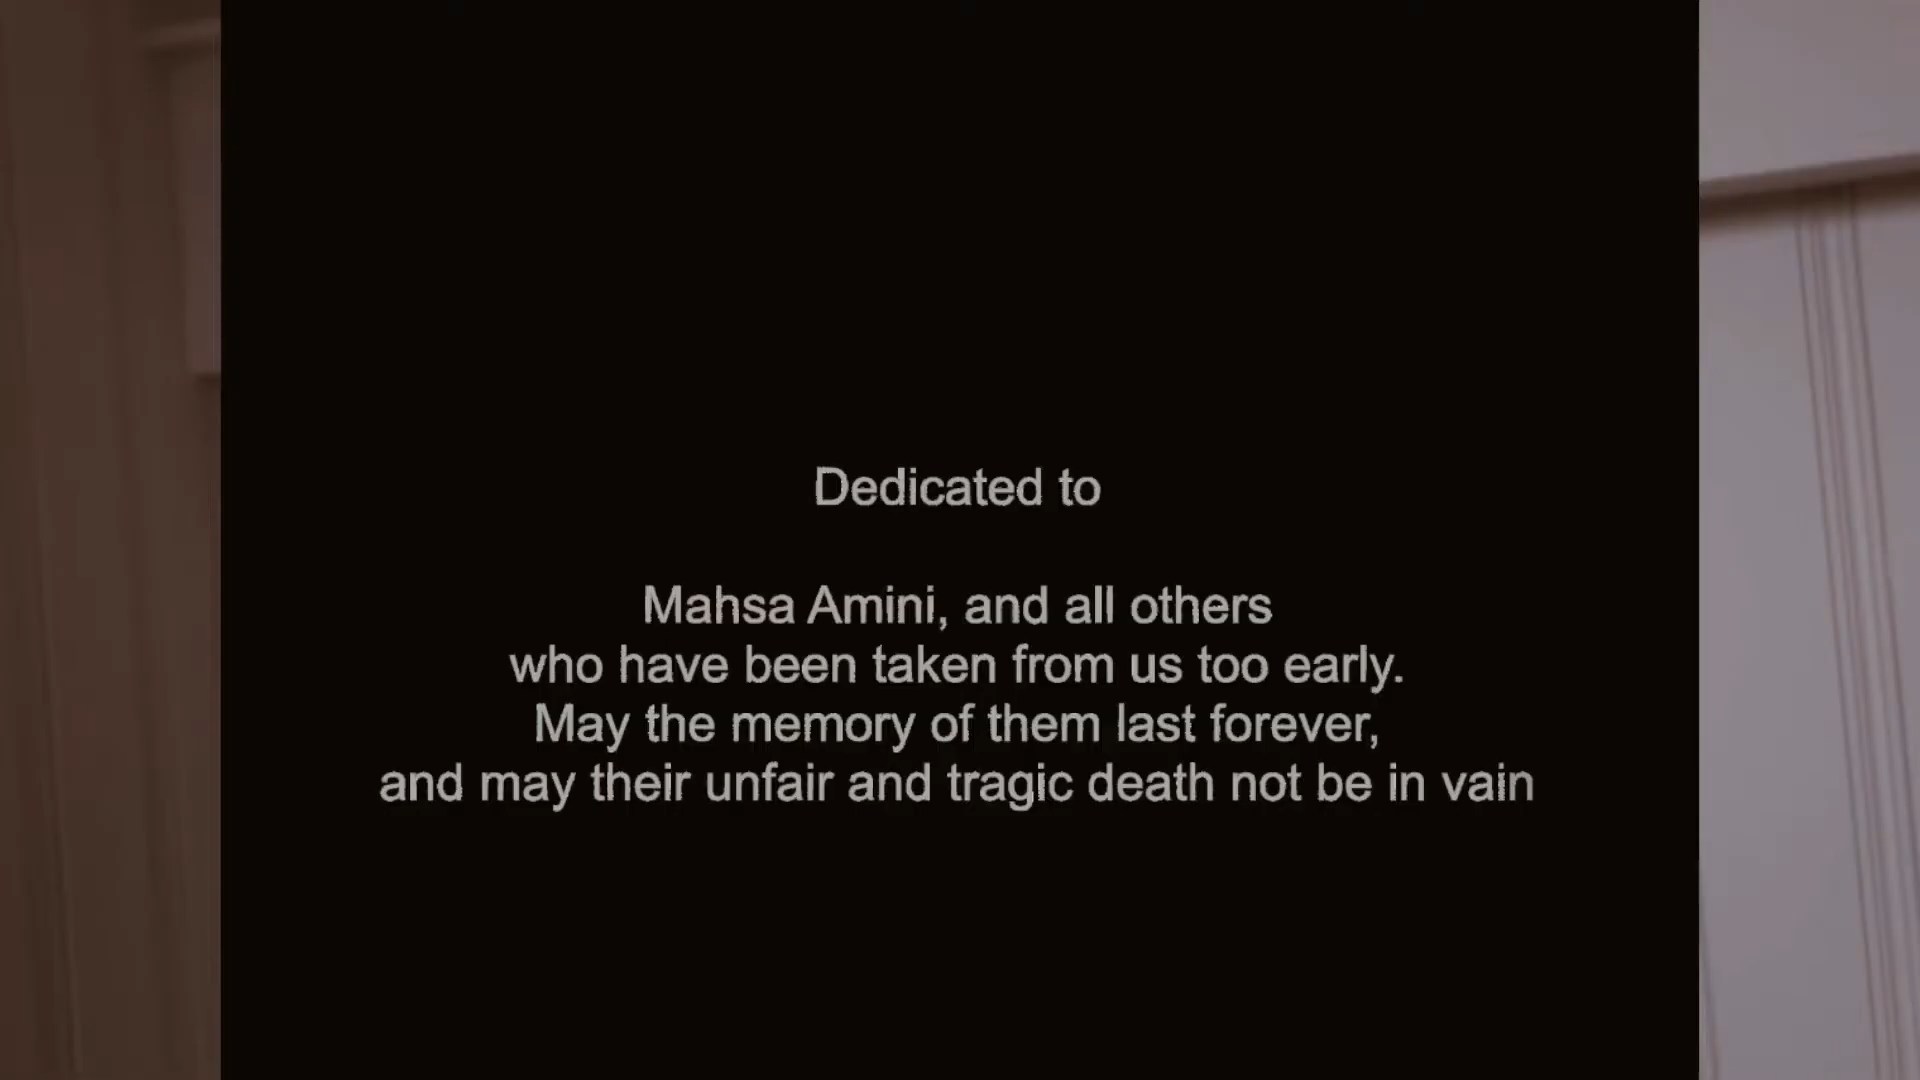 Dedicated to
Mahsa Amini, and all others
who have been taken from us too early.
May the memory of them last forever,
and may their unfair and tragic death not be in vain